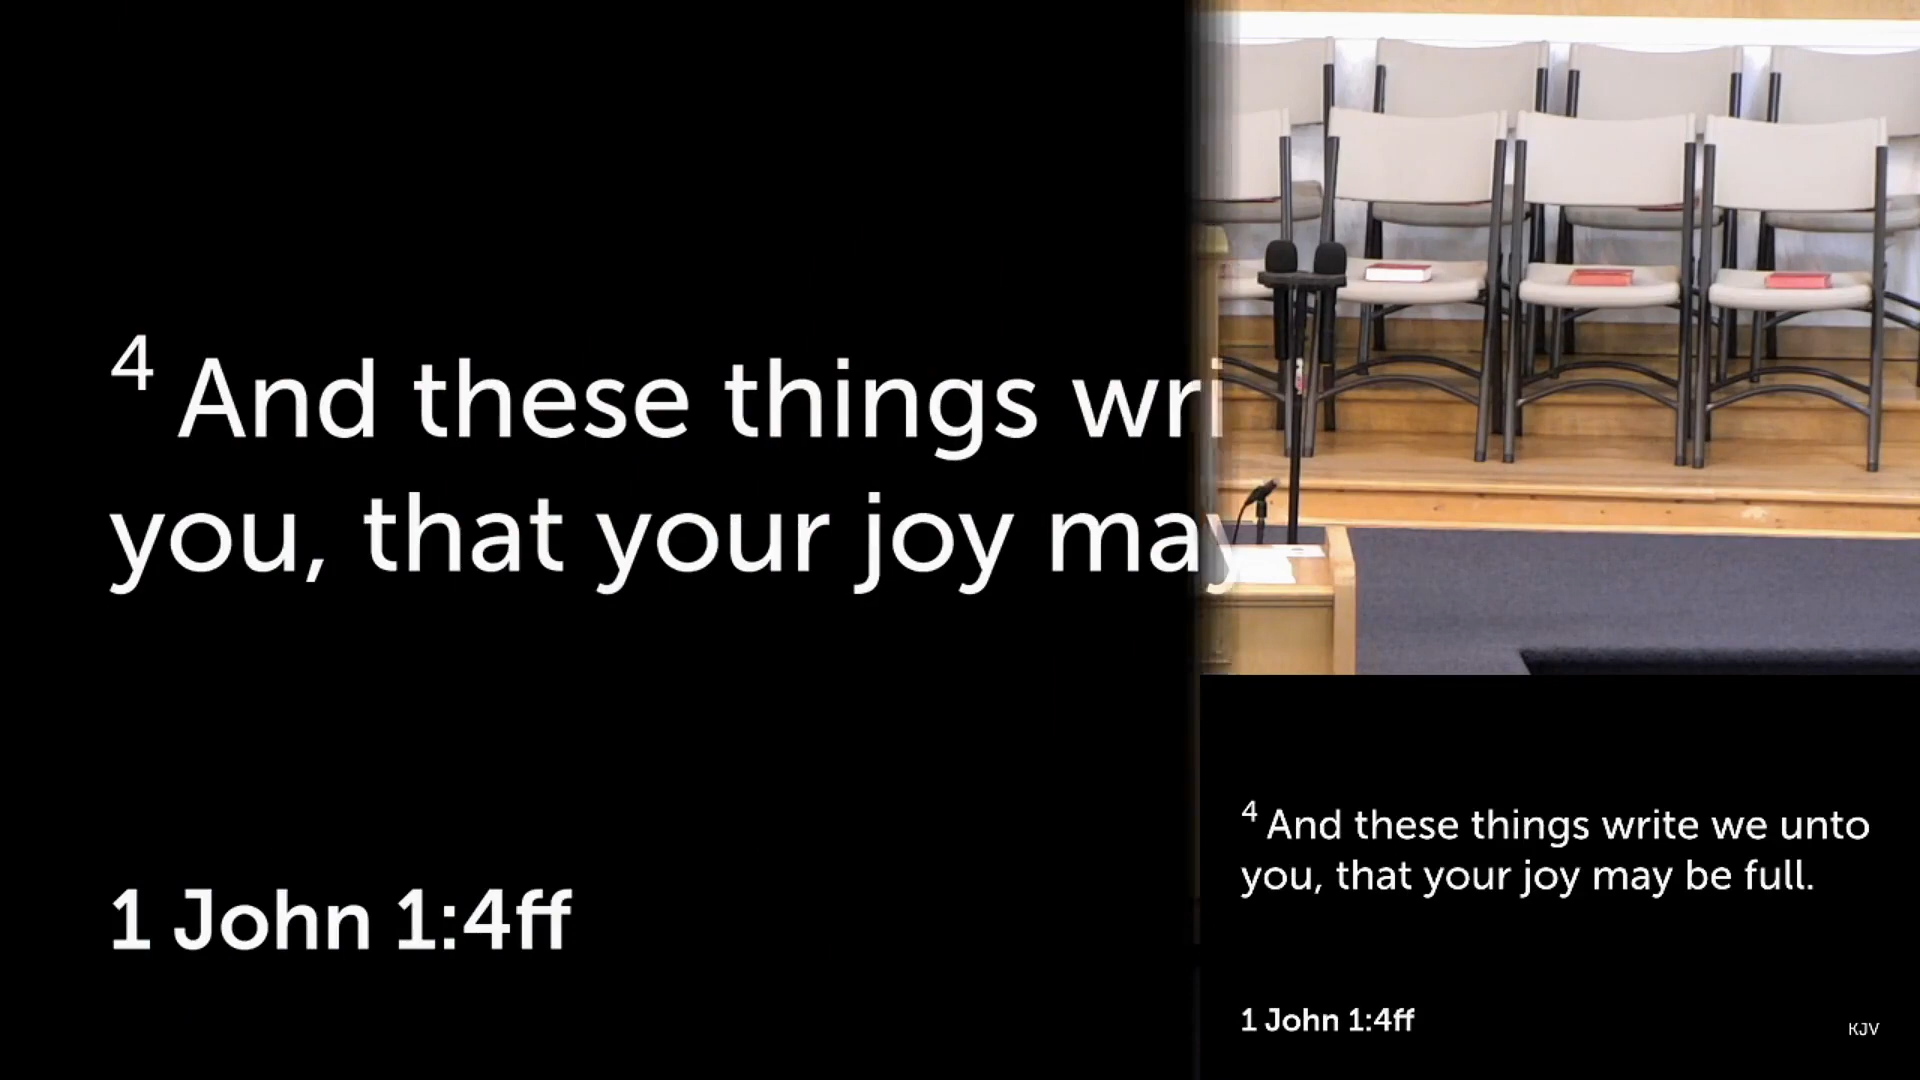 4 And these things wri
you, that your joy may
1 John 1:4ff
4 And these things write we unto
you, that your joy may be full.
1 John 1:4ff
KJV